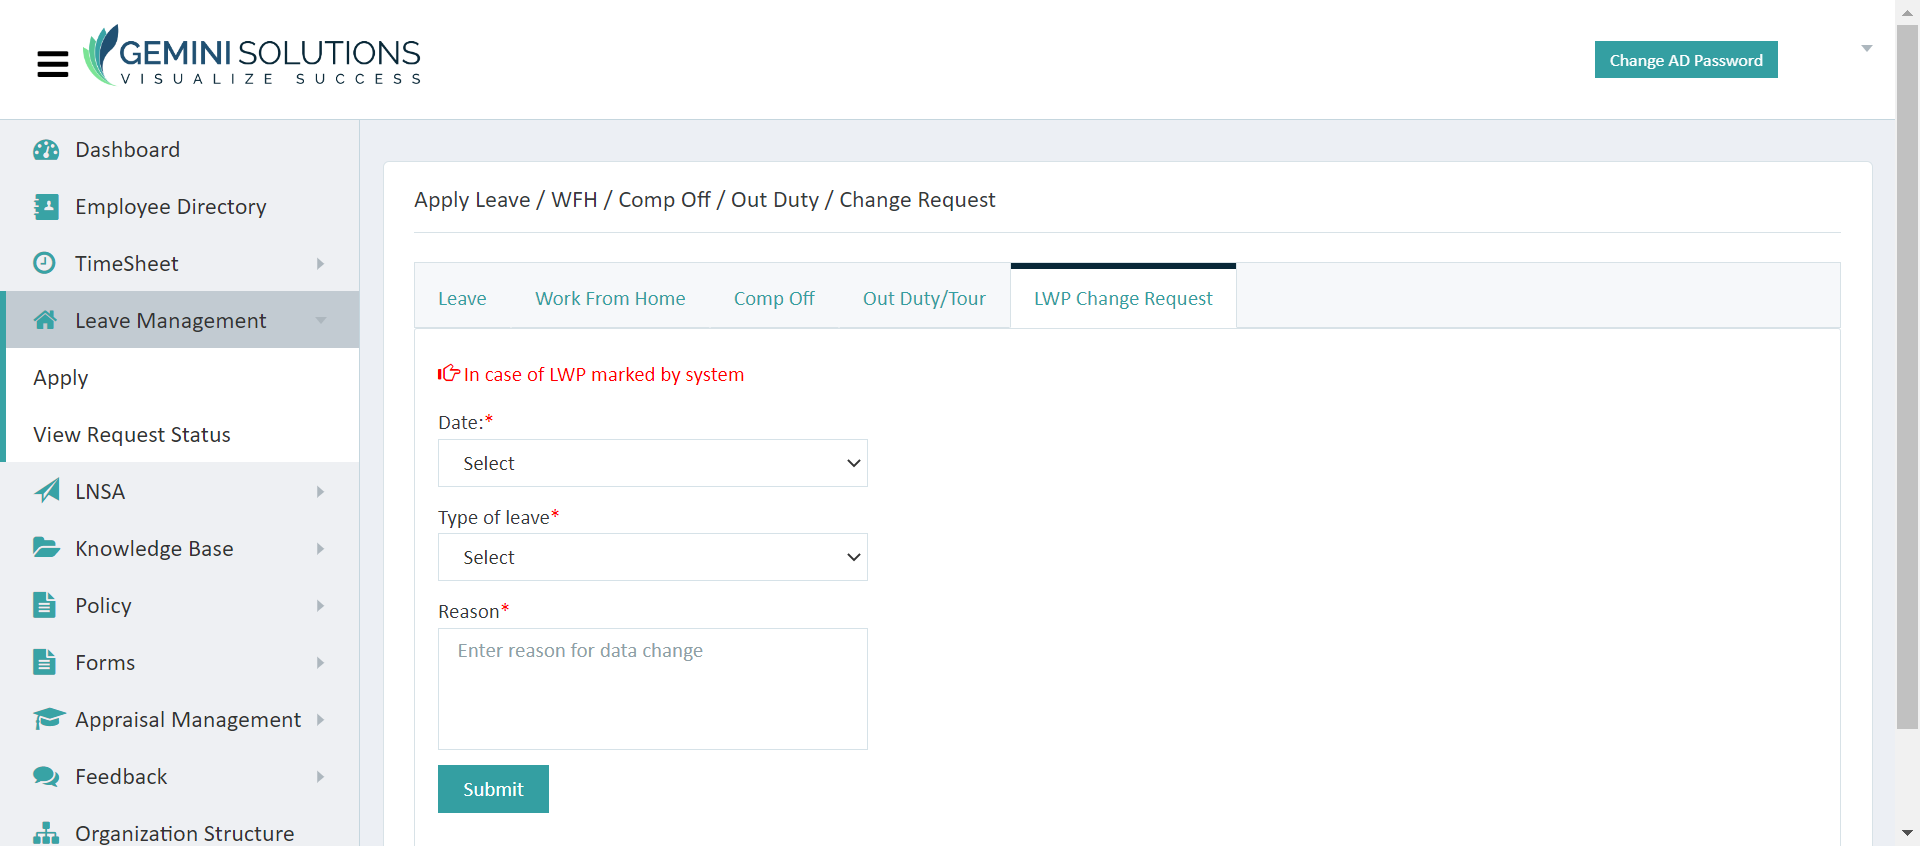 GEMINI SOLUTIONS
VISUALIZE SUCCESS
Change AD Password
Dashboard
Employee Directory
TimeSheet
Leave Management
Apply
View Request Status
LNSA
Knowledge Base
Policy
Forms
Appraisal Management
Feedback
Organization Structure
Apply Leave / WFH / Comp Off / Out Duty / Change Request
Leave Work From Home Comp Off Out Duty/Tour LWP Change Request
In case of LWP marked by system
Date:*
Select
Type of leave*
Select
Reason*
Enter reason for data change
Submit